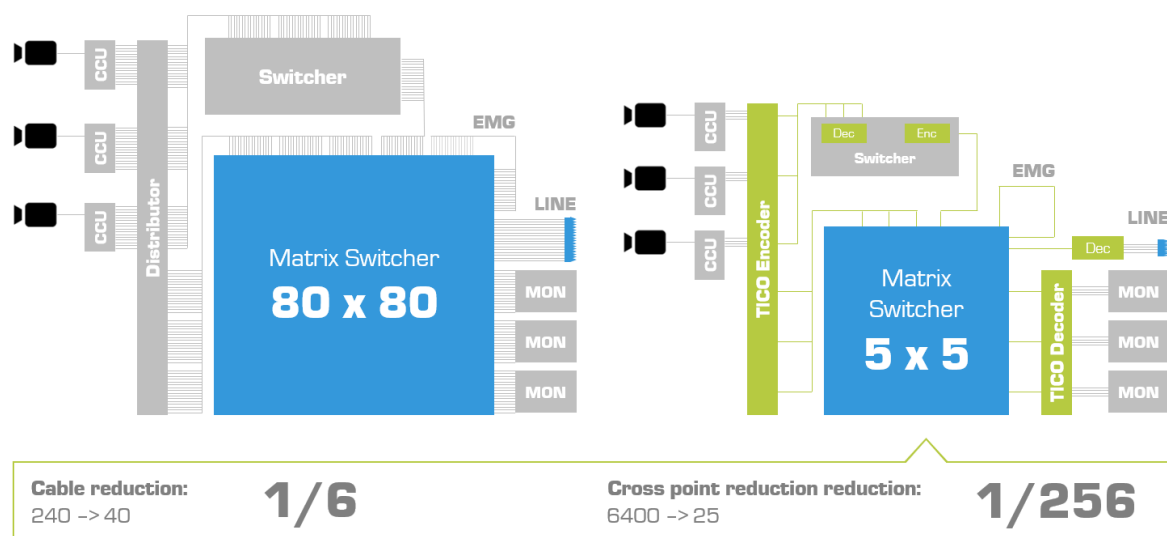 CCU
CCU
CCU
Distributor
Switcher
EMG
LINE
Matrix Switcher
80 x 80
MON
MON
MON
CCU
CCU
CCU
TICO Encoder
Dec
Enc
Switcher
EMG
LINE
Dec
Matrix
Switcher
5 x 5
TICO Decoder
MON
MON
MON
Cable reduction:
240 -> 40
1/6
Cross point reduction reduction:
6400 -> 25
1/256